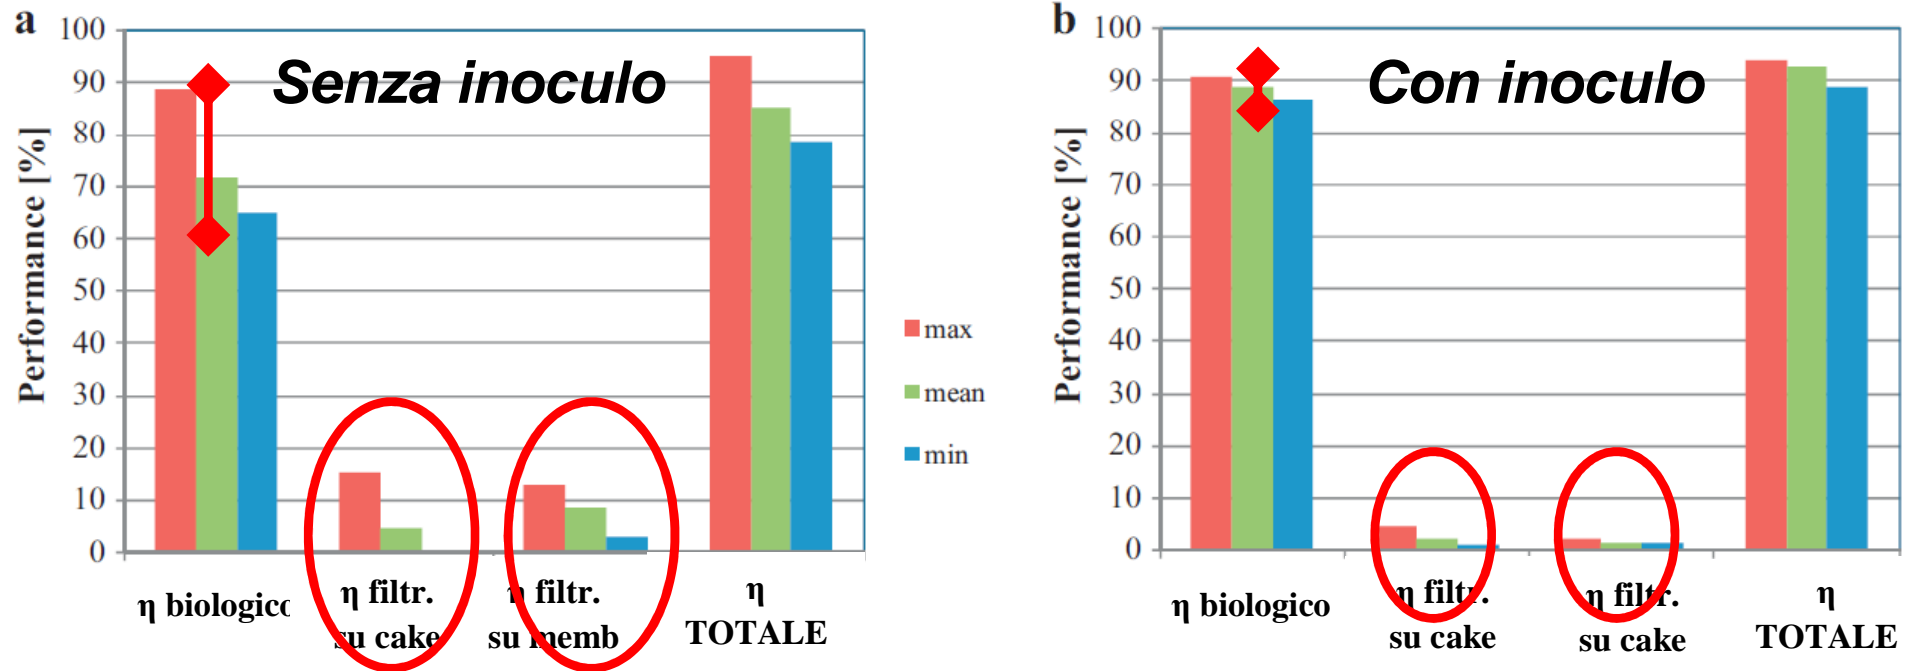 a
Senza inoculo
Performance [%]
100
90
80
70
60
50
40
30
20
10
0
η biologico
η filtr.
su cake
η filtr.
su memb
η
TOTALE
max
mean
min
b
Con inoculo
Performance [%]
100
90
80
70
60
50
40
30
20
10
0
η biologico
η filtr.
su cake
η filtr.
su cake
η
TOTALE